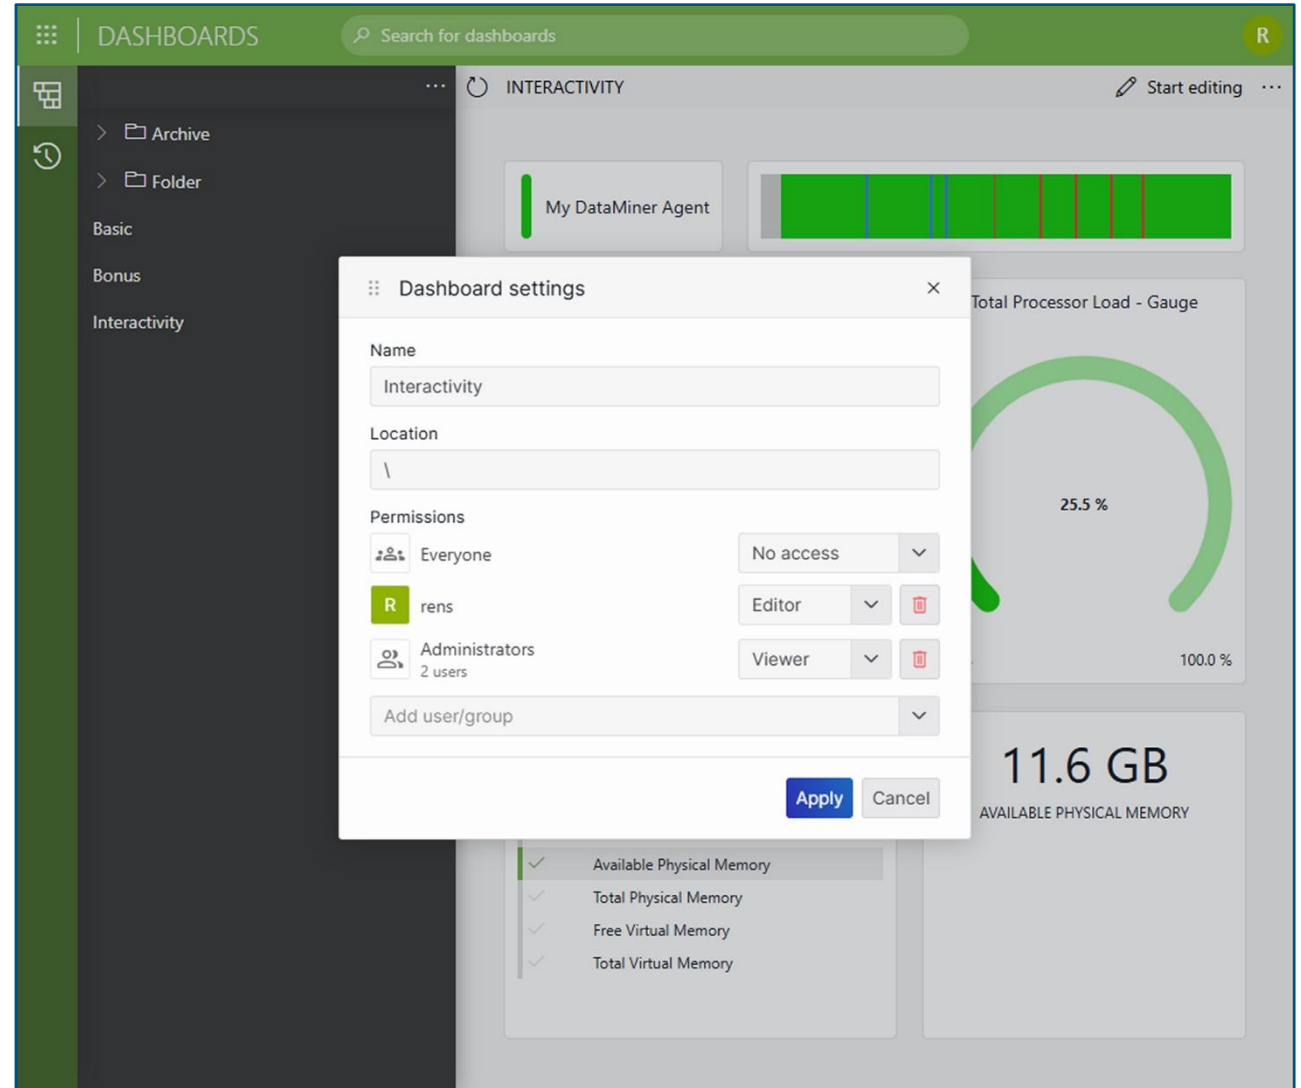 DASHBOARDS
Search for dashboards
R
INTERACTIVITY
Start editing
Archive
Folder
Basic
Bonus
Interactivity
My DataMiner Agent
Dashboard settings
Name
Interactivity
Location
\
Permissions
Everyone
No access
R
rens
Editor
Administrators
2 users
Viewer
Add user/group
Apply
Cancel
Total Processor Load - Gauge
25.5 %
100.0 %
11.6 GB
AVAILABLE PHYSICAL MEMORY
Available Physical Memory
Total Physical Memory
Free Virtual Memory
Total Virtual Memory